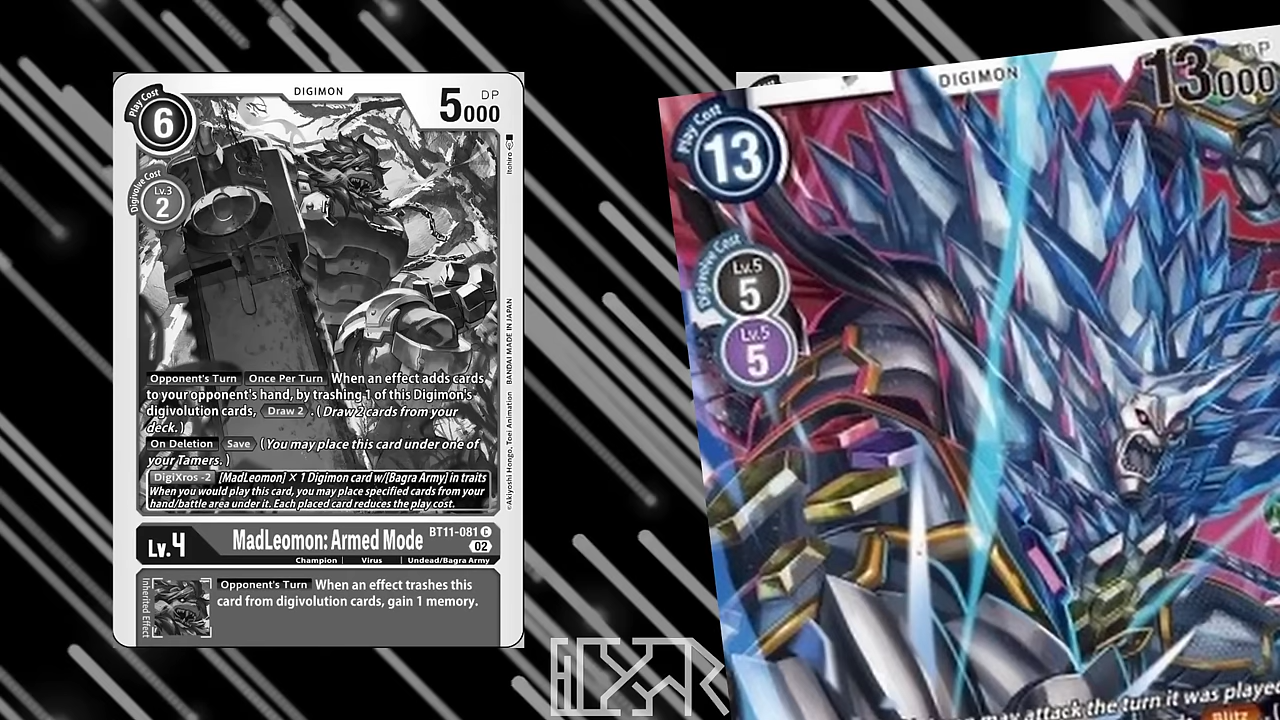 DIGIMON
Play Cost
6
DP
5000
Digivolve Cost
Lv.3
2
Itohiro
Opponent's Turn Once Per Turn When an effect adds cards
to your opponent's hand, by trashing 1 of this Digimon's
digivolution cards, Draw 2 . (Draw 2 cards from your
deck.)
On Deletion Save (You may place this card under one of
your Tamers.)
DigiXros -2 [MadLeomon] X 1 Digimon card w/[Bagra Army] in traits
When you would play this card, you may place specified cards from your
hand/battle area under it. Each placed card reduces the play cost.
©Akiyoshi Hongo, Toei Animation BANDAI MADE IN JAPAN
Lv.4
MadLeomon: Armed Mode
BT11-081 C
02
Champion | Virus | Undead/Bagra Army
Inherited Effect
Opponent's Turn When an effect trashes this
card from digivolution cards, gain 1 memory.
DIGIMON
DP
13000
Play Cost
13
Digivolve Cost
Lv.5
5
Lv.5
5
may attack the turn it was played
Blitz